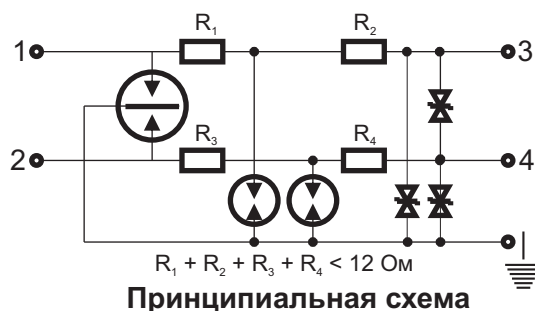 1 R₁ R₂ 3
2 R₃ R₄ 4
R₁ + R₂ + R₃ + R₄ < 12 Ом
Принципиальная схема